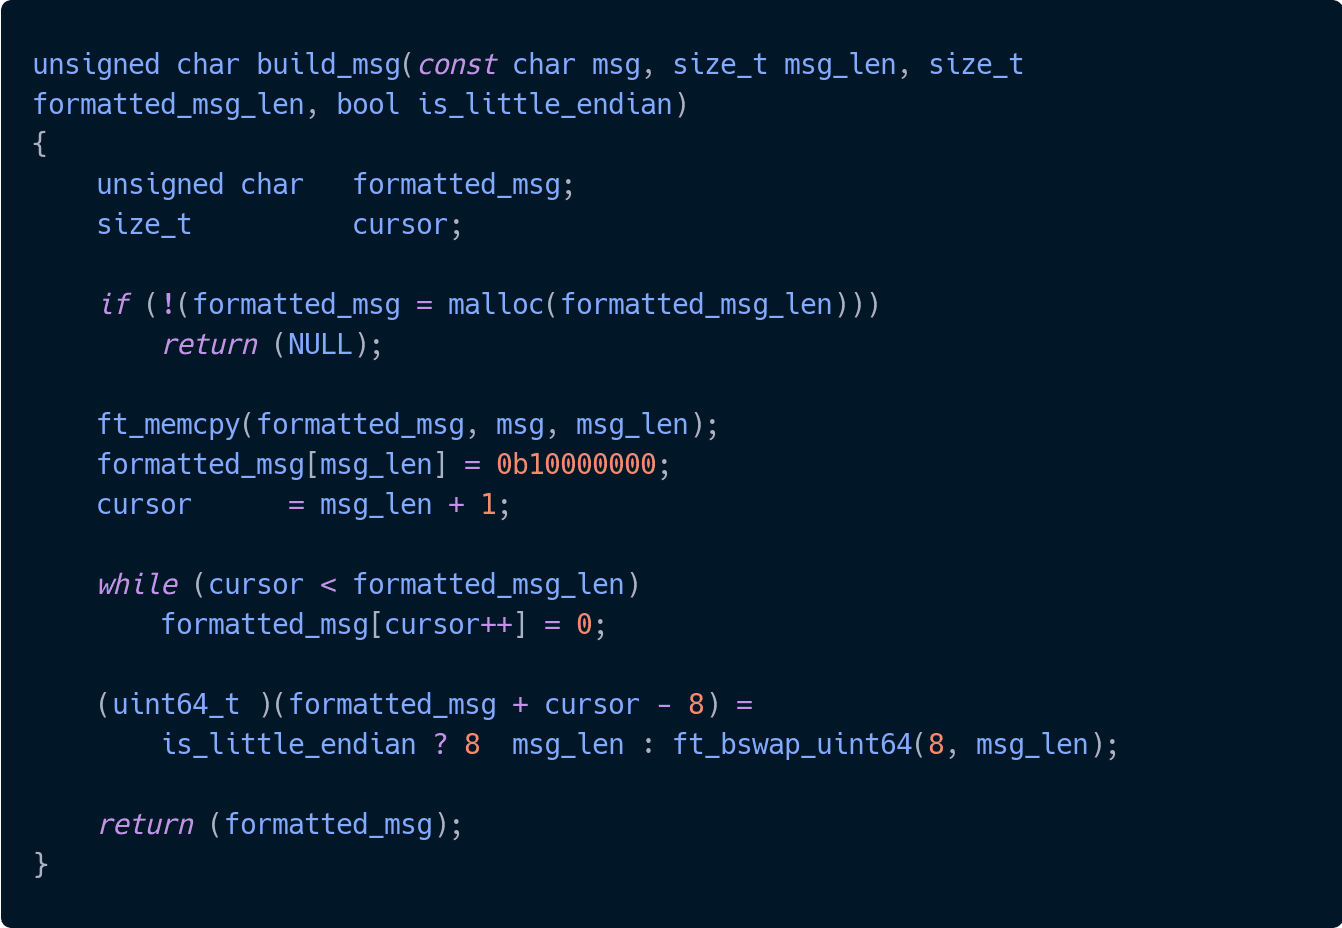 unsigned char build_msg(const char msg, size_t msg_len, size_t
formatted_msg_len, bool is_little_endian)
{
    unsigned char   formatted_msg;
    size_t          cursor;

    if (!(formatted_msg = malloc(formatted_msg_len)))
        return (NULL);

    ft_memcpy(formatted_msg, msg, msg_len);
    formatted_msg[msg_len] = 0b10000000;
    cursor      = msg_len + 1;

    while (cursor < formatted_msg_len)
        formatted_msg[cursor++] = 0;

    (uint64_t )(formatted_msg + cursor - 8) =
        is_little_endian ? 8  msg_len : ft_bswap_uint64(8, msg_len);

    return (formatted_msg);
}